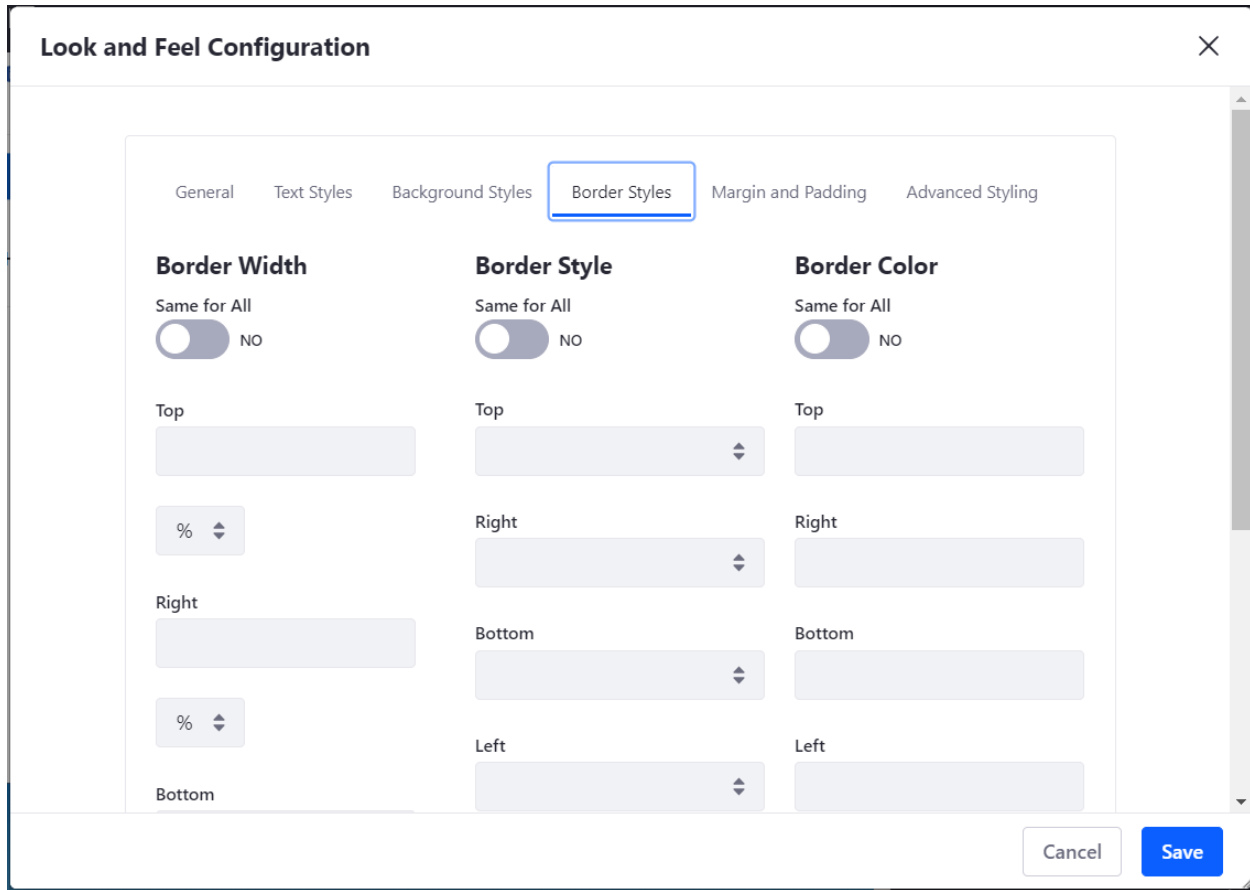 Look and Feel Configuration
General Text Styles Background Styles Border Styles Margin and Padding Advanced Styling
Border Width
Same for All
NO
Top
%
Right
%
Bottom
Border Style
Same for All
NO
Top
Right
Bottom
Left
Border Color
Same for All
NO
Top
Right
Bottom
Left
Cancel Save